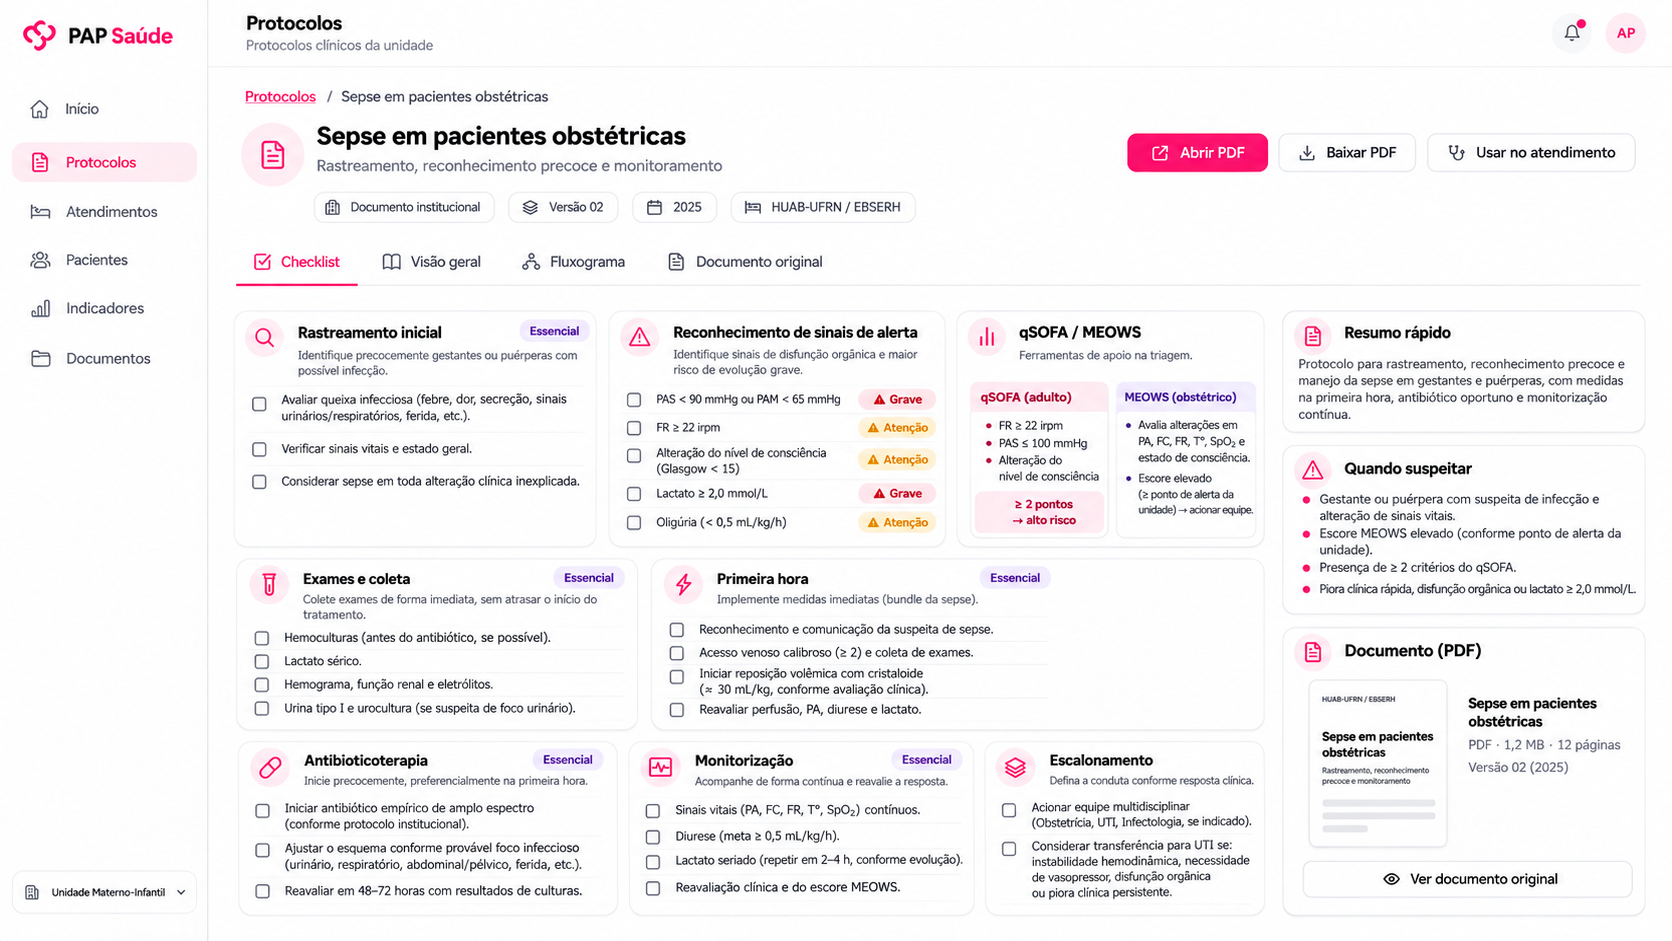 PAP Saúde
Início
Protocolos
Atendimentos
Pacientes
Indicadores
Documentos
Unidade Materno-Infantil
Protocolos
Protocolos clínicos da unidade
AP
Protocolos / Sepse em pacientes obstétricas
Sepse em pacientes obstétricas
Rastreamento, reconhecimento precoce e monitoramento
Abrir PDF
Baixar PDF
Usar no atendimento
Documento institucional
Versão 02
2025
HUAB-UFRN / EBSERH
Checklist
Visão geral
Fluxograma
Documento original
Rastreamento inicial
Essencial
Identifique precocemente gestantes ou puérperas com
possível infecção.
Avaliar queixa infecciosa (febre, dor, secreção, sinais
urinários/respiratórios, ferida, etc.).
Verificar sinais vitais e estado geral.
Considerar sepse em toda alteração clínica inexplicada.
Reconhecimento de sinais de alerta
Identifique sinais de disfunção orgânica e maior
risco de evolução grave.
PAS < 90 mmHg ou PAM < 65 mmHg
Grave
FR ≥ 22 irpm
Atenção
Alteração do nível de consciência
(Glasgow < 15)
Atenção
Lactato ≥ 2,0 mmol/L
Grave
Oligúria (< 0,5 mL/kg/h)
Atenção
qSOFA / MEOWS
Ferramentas de apoio na triagem.
qSOFA (adulto)
• FR ≥ 22 irpm
• PAS ≤ 100 mmHg
• Alteração do
nível de consciência
≥ 2 pontos
→ alto risco
MEOWS (obstétrico)
• Avalia alterações em
PA, FC, FR, T°, SpO₂ e
estado de consciência.
• Escore elevado
(≥ ponto de alerta da
unidade) → acionar equipe.
Resumo rápido
Protocolo para rastreamento, reconhecimento precoce e
manejo da sepse em gestantes e puérperas, com medidas
na primeira hora, antibiótico oportuno e monitorização
contínua.
Quando suspeitar
• Gestante ou puérpera com suspeita de infecção e
alteração de sinais vitais.
• Escore MEOWS elevado (conforme ponto de alerta da
unidade).
• Presença de ≥ 2 critérios do qSOFA.
• Piora clínica rápida, disfunção orgânica ou lactato ≥ 2,0 mmol/L.
Exames e coleta
Essencial
Colete exames de forma imediata, sem atrasar o início do
tratamento.
Hemoculturas (antes do antibiótico, se possível).
Lactato sérico.
Hemograma, função renal e eletrólitos.
Urina tipo I e urocultura (se suspeita de foco urinário).
Primeira hora
Essencial
Implemente medidas imediatas (bundle da sepse).
Reconhecimento e comunicação da suspeita de sepse.
Acesso venoso calibroso (≥ 2) e coleta de exames.
Iniciar reposição volêmica com cristaloide
(≈ 30 mL/kg, conforme avaliação clínica).
Reavaliar perfusão, PA, diurese e lactato.
Documento (PDF)
HUAB-UFRN / EBSERH
Sepse em pacientes
obstétricas
Rastreamento, reconhecimento
precoce e monitoramento
Sepse em pacientes
obstétricas
PDF · 1,2 MB · 12 páginas
Versão 02 (2025)
Ver documento original
Antibioticoterapia
Essencial
Inicie precocemente, preferencialmente na primeira hora.
Iniciar antibiótico empírico de amplo espectro
(conforme protocolo institucional).
Ajustar o esquema conforme provável foco infeccioso
(urinário, respiratório, abdominal/pélvico, ferida, etc.).
Reavaliar em 48–72 horas com resultados de culturas.
Monitorização
Essencial
Acompanhe de forma contínua e reavalie a resposta.
Sinais vitais (PA, FC, FR, T°, SpO₂) contínuos.
Diurese (meta ≥ 0,5 mL/kg/h).
Lactato seriado (repetir em 2–4 h, conforme evolução).
Reavaliação clínica e do escore MEOWS.
Escalonamento
Defina a conduta conforme resposta clínica.
Acionar equipe multidisciplinar
(Obstetrícia, UTI, Infectologia, se indicado).
Considerar transferência para UTI se:
instabilidade hemodinâmica, necessidade
de vasopressor, disfunção orgânica
ou piora clínica persistente.